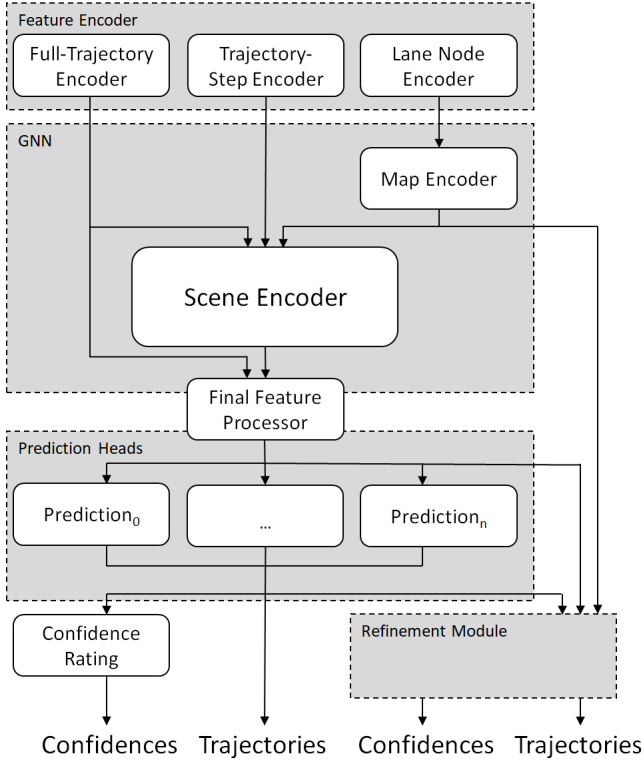 Feature Encoder
Full-Trajectory
Encoder
Trajectory-
Step Encoder
Lane Node
Encoder
GNN
Map Encoder
Scene Encoder
Final Feature
Processor
Prediction Heads
Prediction₀
...
Predictionₙ
Confidence
Rating
Refinement Module
Confidences
Trajectories
Confidences
Trajectories